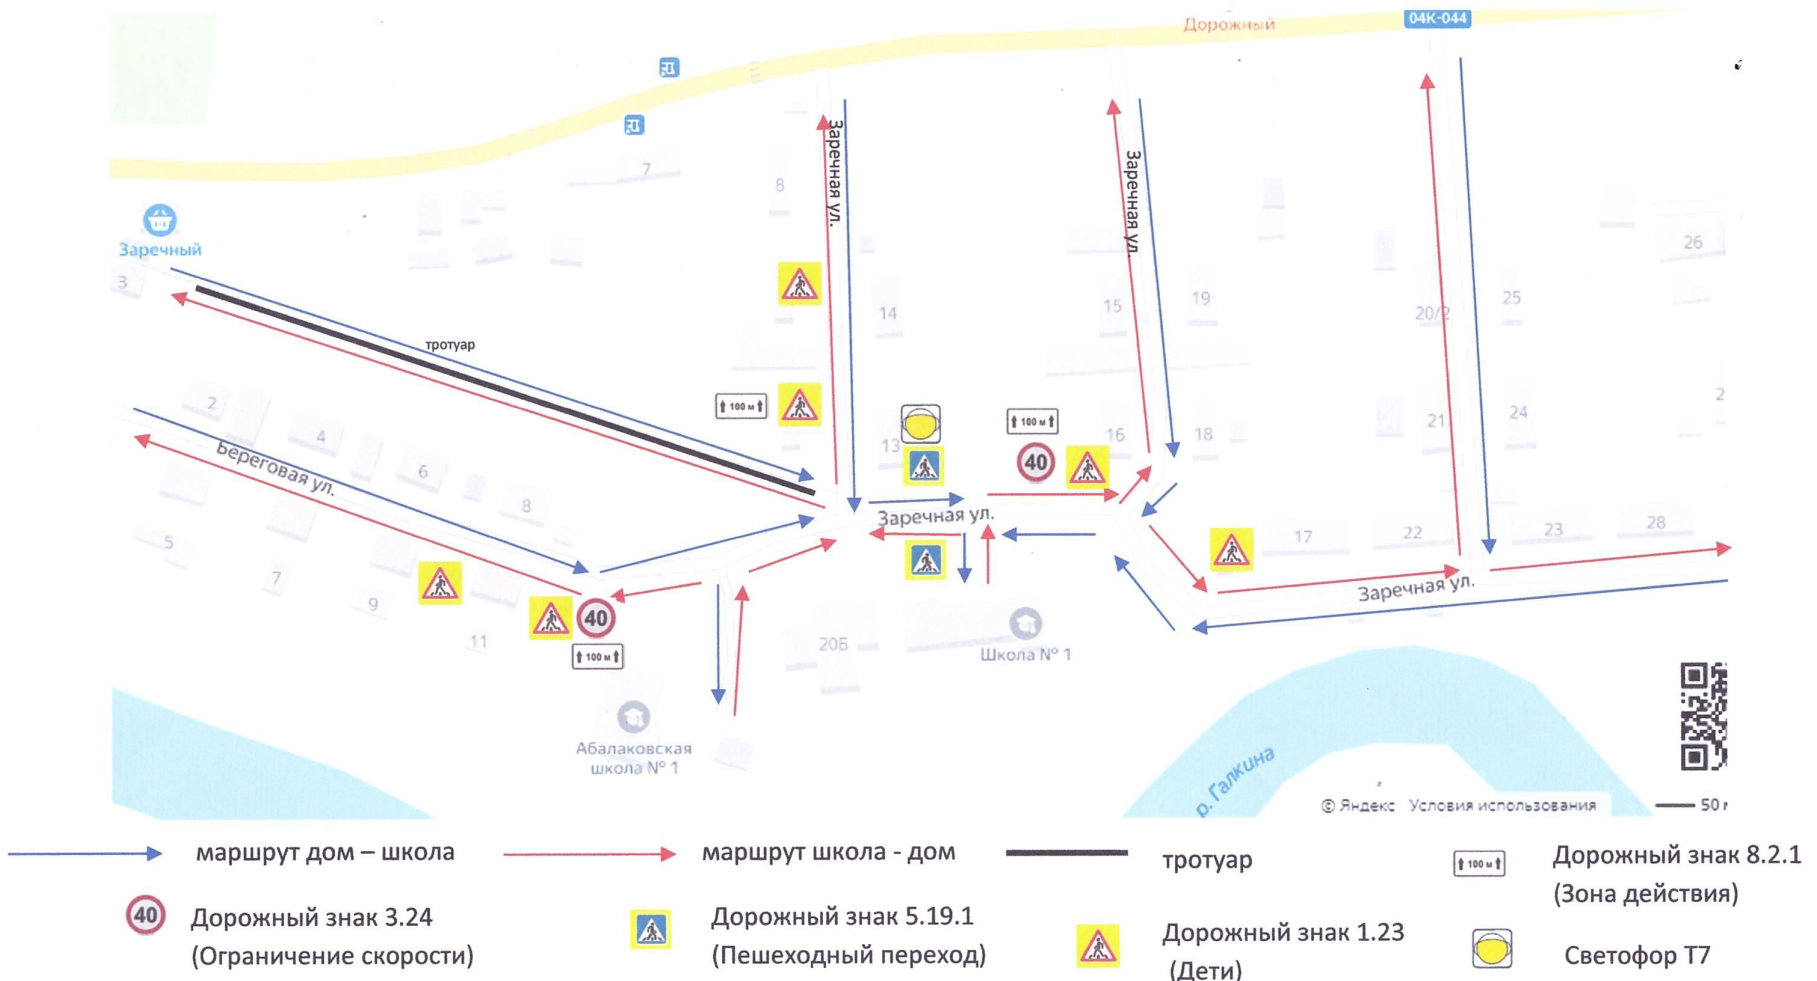 04К-044
Дорожный
7
8
Заречная ул.
Заречная ул.
Заречный
3
26
19
15
25
20/2
14
тротуар
2
2
4
100 м
100 м
24
21
16
18
13
Береговая ул.
6
40
8
Заречная ул.
5
17
22
23
28
7
9
Заречная ул.
40
11
20Б
100 м
Школа № 1
Абалаковская
школа № 1
р. Галкина
© Яндекс Условия использования
50
маршрут дом – школа
маршрут школа - дом
тротуар
100 м
Дорожный знак 8.2.1
(Зона действия)
40
Дорожный знак 3.24
(Ограничение скорости)
Дорожный знак 5.19.1
(Пешеходный переход)
Дорожный знак 1.23
(Дети)
Светофор Т7